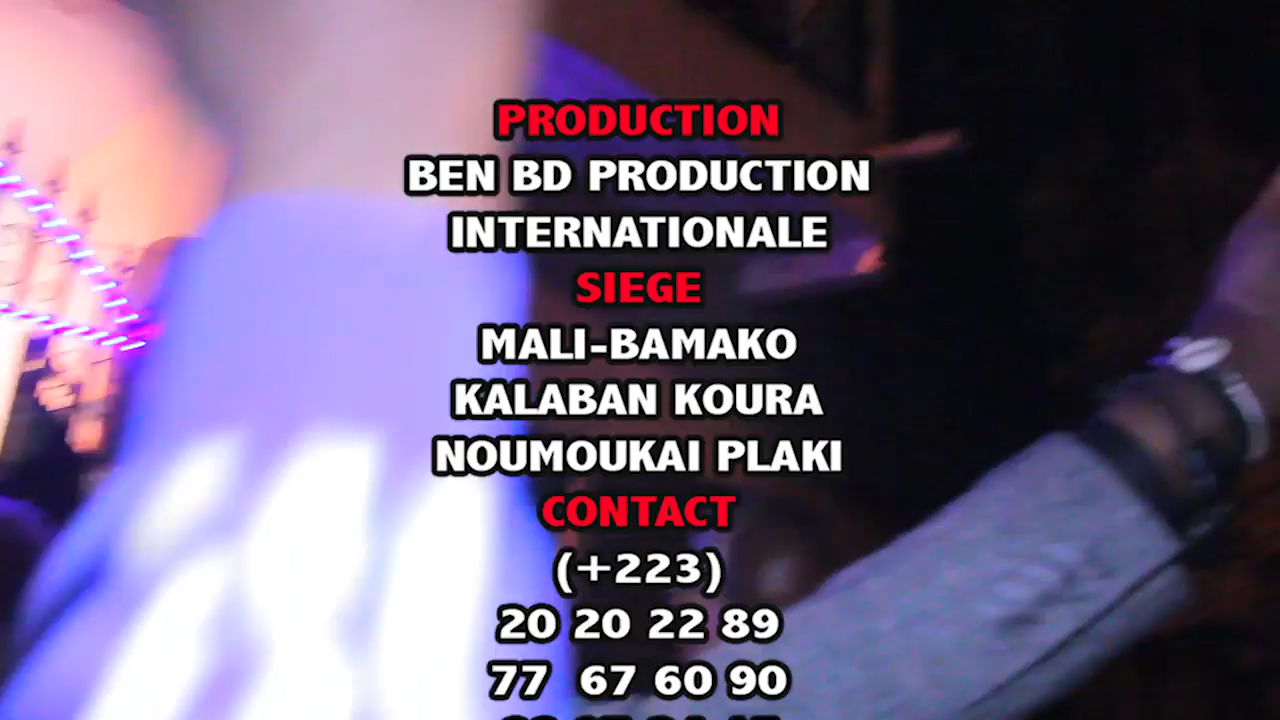 PRODUCTION
BEN BD PRODUCTION
INTERNATIONALE
SIEGE
MALI-BAMAKO
KALABAN KOURA
NOUMOUKAI PLAKI
CONTACT
(+223)
20 20 22 89
77 67 60 90